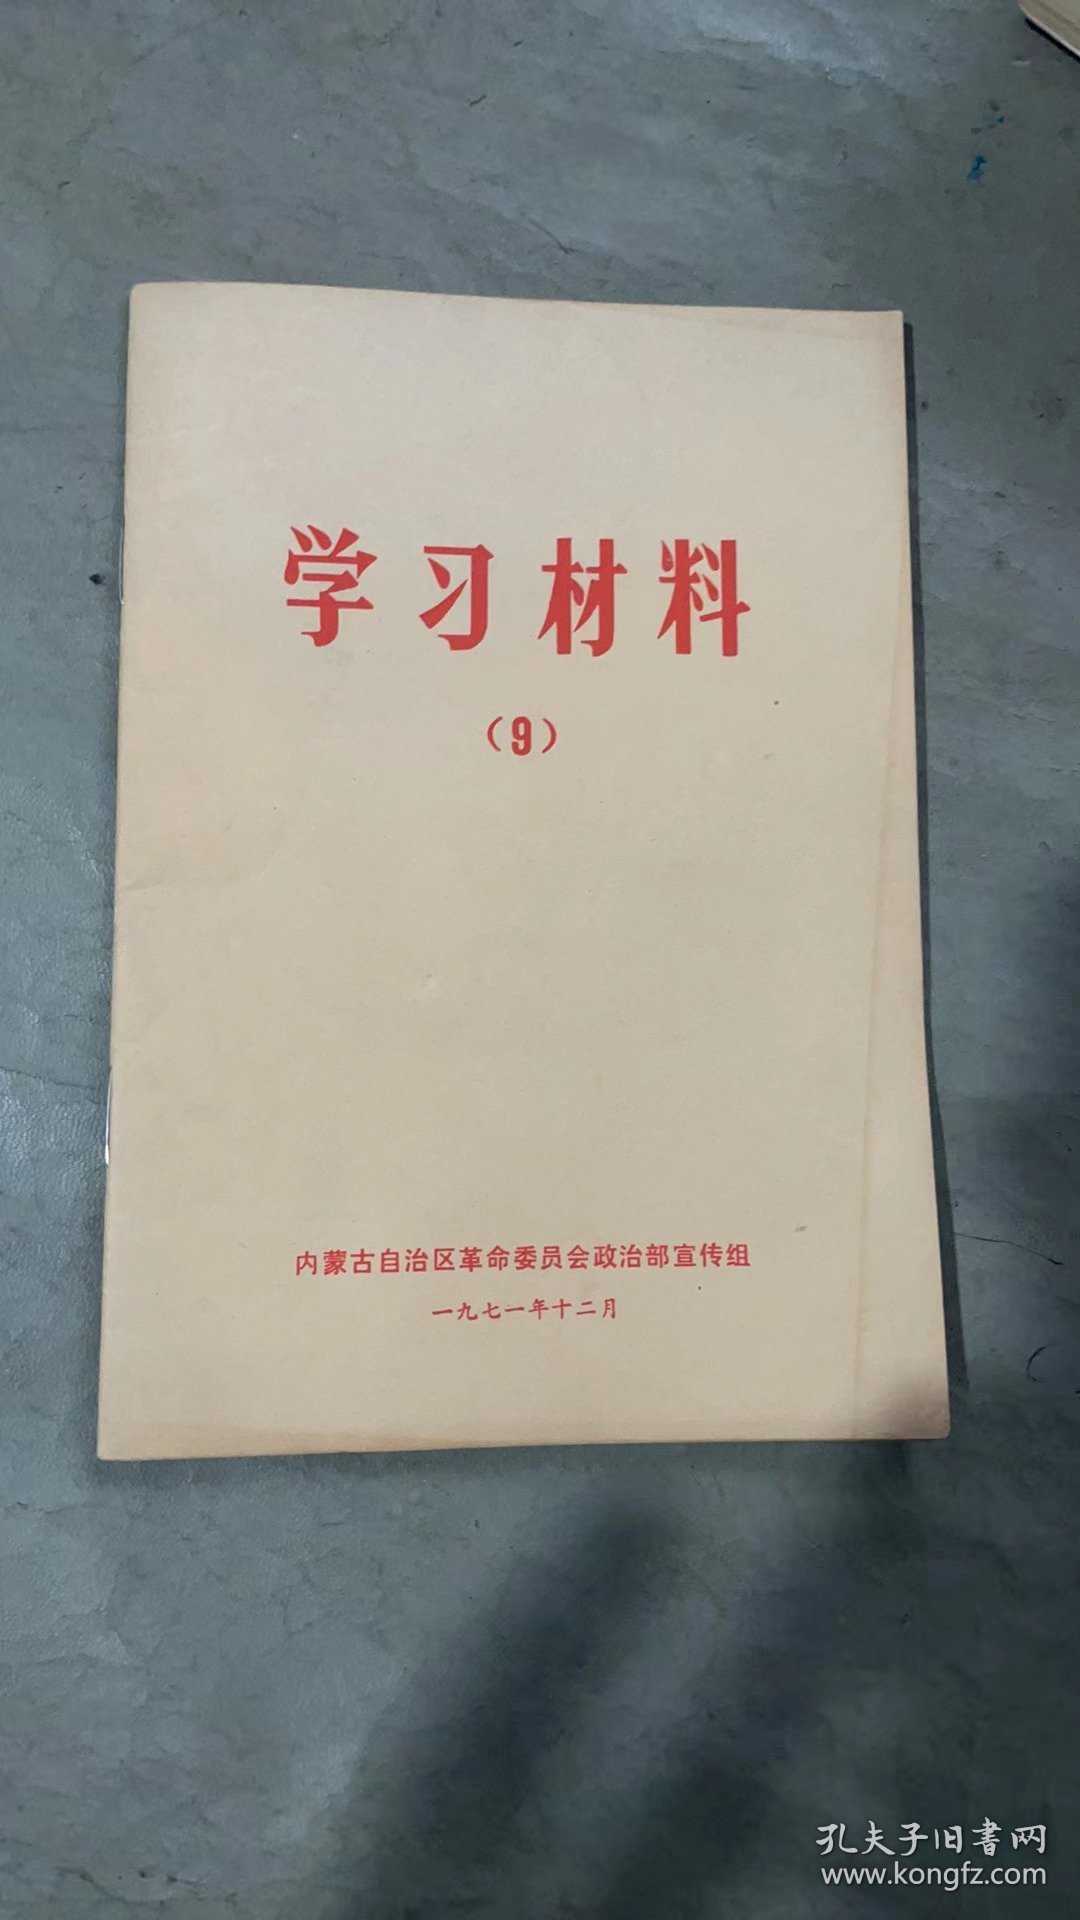 学习材料
（9）
内蒙古自治区革命委员会政治部宣传组
一九七一年十二月
孔夫子旧書网
www.kongfz.com